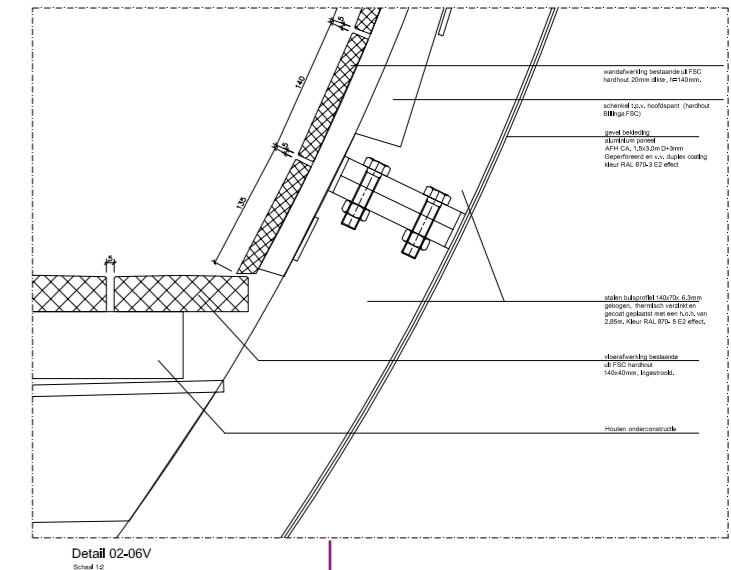 5
140
5
135
5
wandafwerking bestaande uit FSC
hardhout 20mm dikte, h=140mm.
schenkel t.p.v. hoofdspant (hardhout
Billinga FSC)
gevel bekleding
aluminium paneel
AFH CA. 1,5x3,0m D=3mm
Geperforeerd en v.v. duplex coating
kleur RAL 870-3 E2 effect
stalen buisprofiel 140x70x 6,3mm
gebogen, thermisch verzinkt en
gecoat geplaatst met een h.o.h. van
2,85m, Kleur RAL 870- 5 E2 effect.
vloerafwerking bestaande
uit FSC hardhout
140x40mm, ingestrooid.
Houten onderconstructie
Detail 02-06V
Schaal 1:2